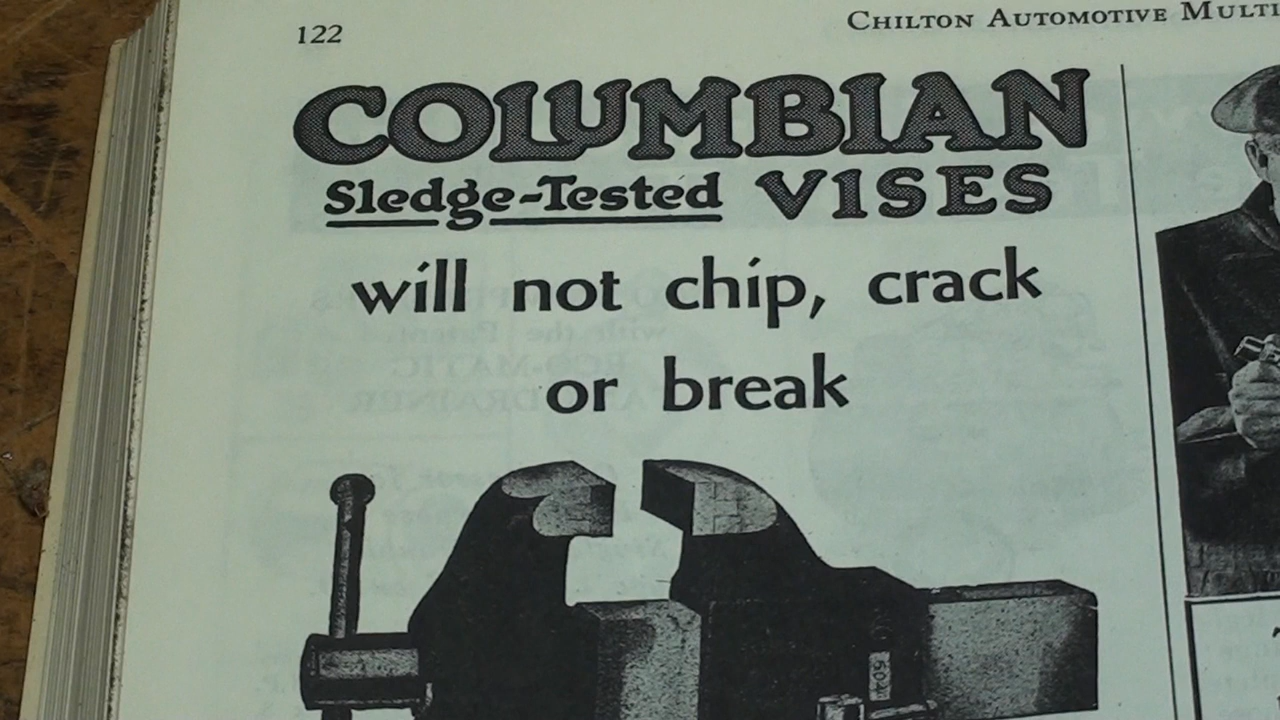 122
CHILTON AUTOMOTIVE MULTI
COLUMBIAN
Sledge-Tested VISES
will not chip, crack
or break